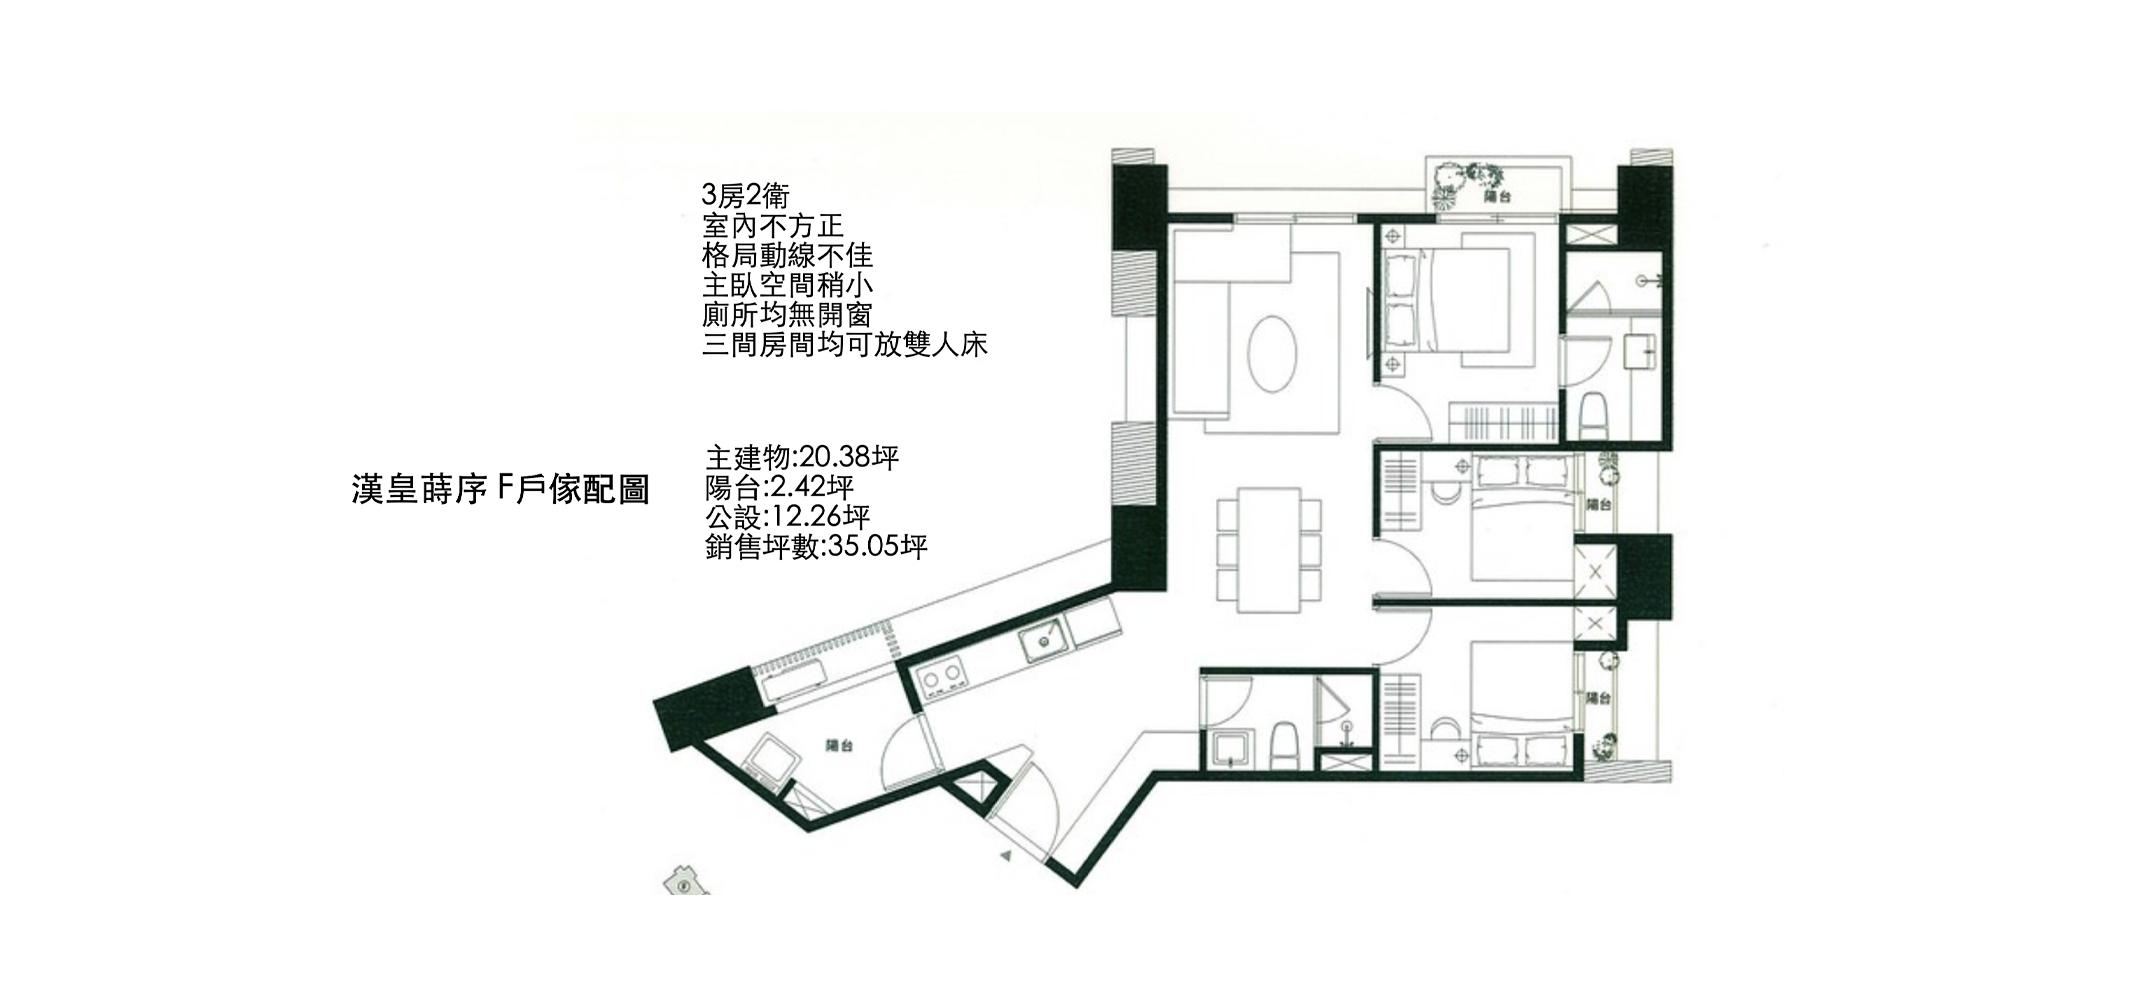 3房2衛
室內不方正
格局動線不佳
主臥空間稍小
廁所均無開窗
三間房間均可放雙人床
漢皇蒔序 F戶傢配圖
主建物:20.38坪
陽台:2.42坪
公設:12.26坪
銷售坪數:35.05坪
陽台
陽台
陽台
陽台